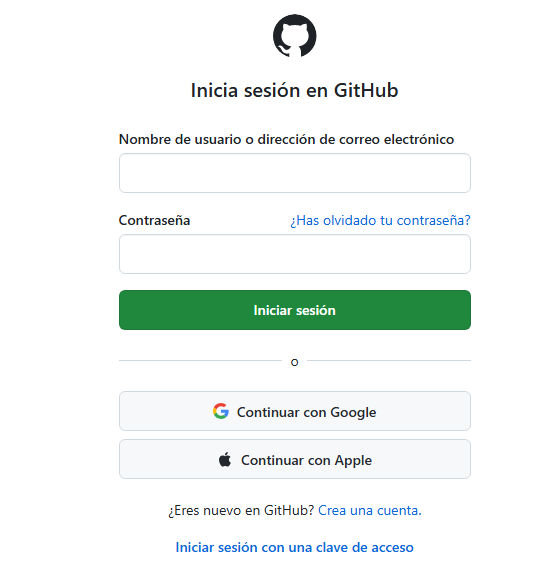 Inicia sesión en GitHub
Nombre de usuario o dirección de correo electrónico
Contraseña ¿Has olvidado tu contraseña?
Iniciar sesión
o
Continuar con Google
Continuar con Apple
¿Eres nuevo en GitHub? Crea una cuenta.
Iniciar sesión con una clave de acceso